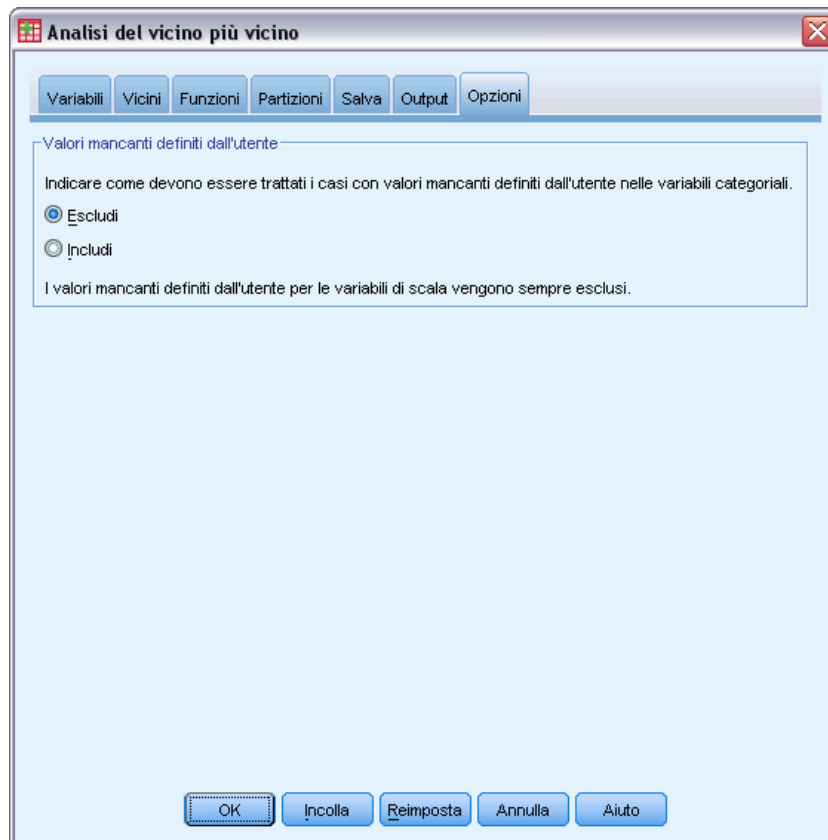 Analisi del vicino più vicino
Variabili Vicini Funzioni Partizioni Salva Output Opzioni
Valori mancanti definiti dall'utente
Indicare come devono essere trattati i casi con valori mancanti definiti dall'utente nelle variabili categoriali.
Escludi
Includi
I valori mancanti definiti dall'utente per le variabili di scala vengono sempre esclusi.
OK Incolla Reimposta Annulla Aiuto